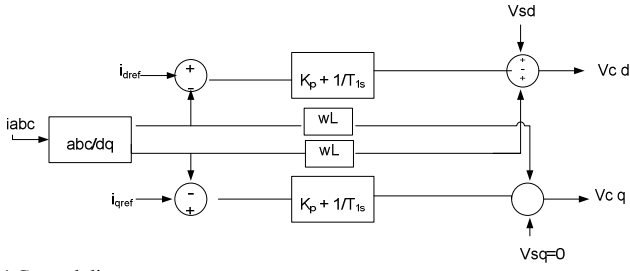 Vsd
idref
+
-
Kp + 1/T1s
+
-
+
Vc d
iabc
abc/dq
wL
wL
iqref
-
+
Kp + 1/T1s
Vc q
Vsq=0